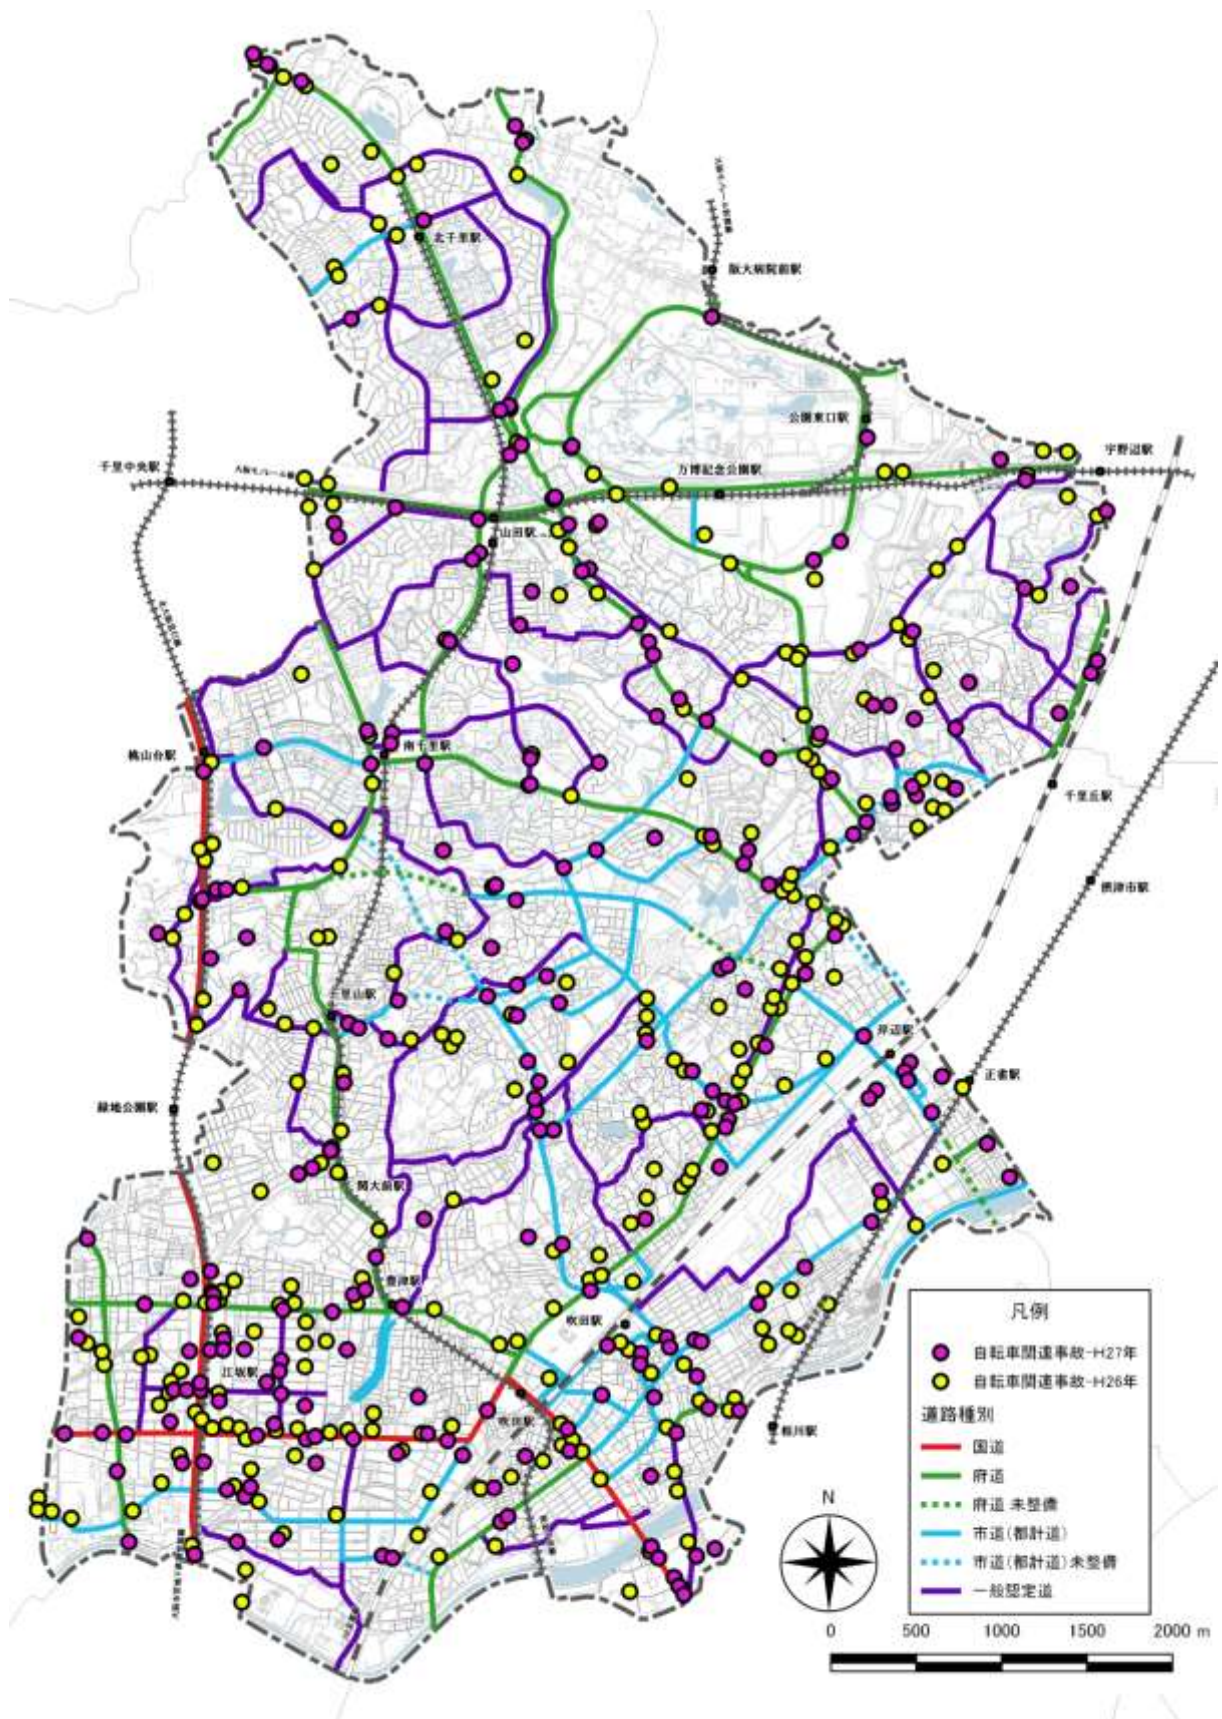 北千里駅
阪大病院前駅
公園東口駅
千里中央駅
万博記念公園駅
宇野辺駅
山田駅
桃山台駅
南千里駅
千里丘駅
摂津市駅
千里山駅
岸辺駅
正雀駅
緑地公園駅
関大前駅
豊津駅
吹田駅
江坂駅
吹田駅
相川駅
凡例
自転車関連事故-H27年
自転車関連事故-H26年
道路種別
国道
府道
府道 未整備
市道(都計道)
市道(都計道)未整備
一般認定道
N
0 500 1000 1500 2000 m